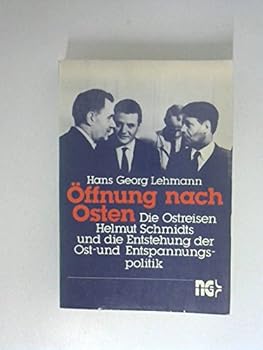 Hans Georg Lehmann
Öffnung nach
Osten Die Ostreisen
Helmut Schmidts
und die Entstehung der
Ost- und Entspannungs-
politik
NG